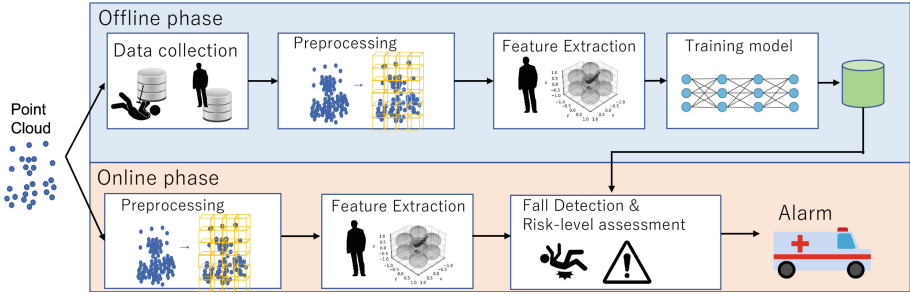 Offline phase
Data collection
Preprocessing
Feature Extraction
Training model
Point
Cloud
Online phase
Preprocessing
Feature Extraction
Fall Detection &
Risk-level assessment
Alarm